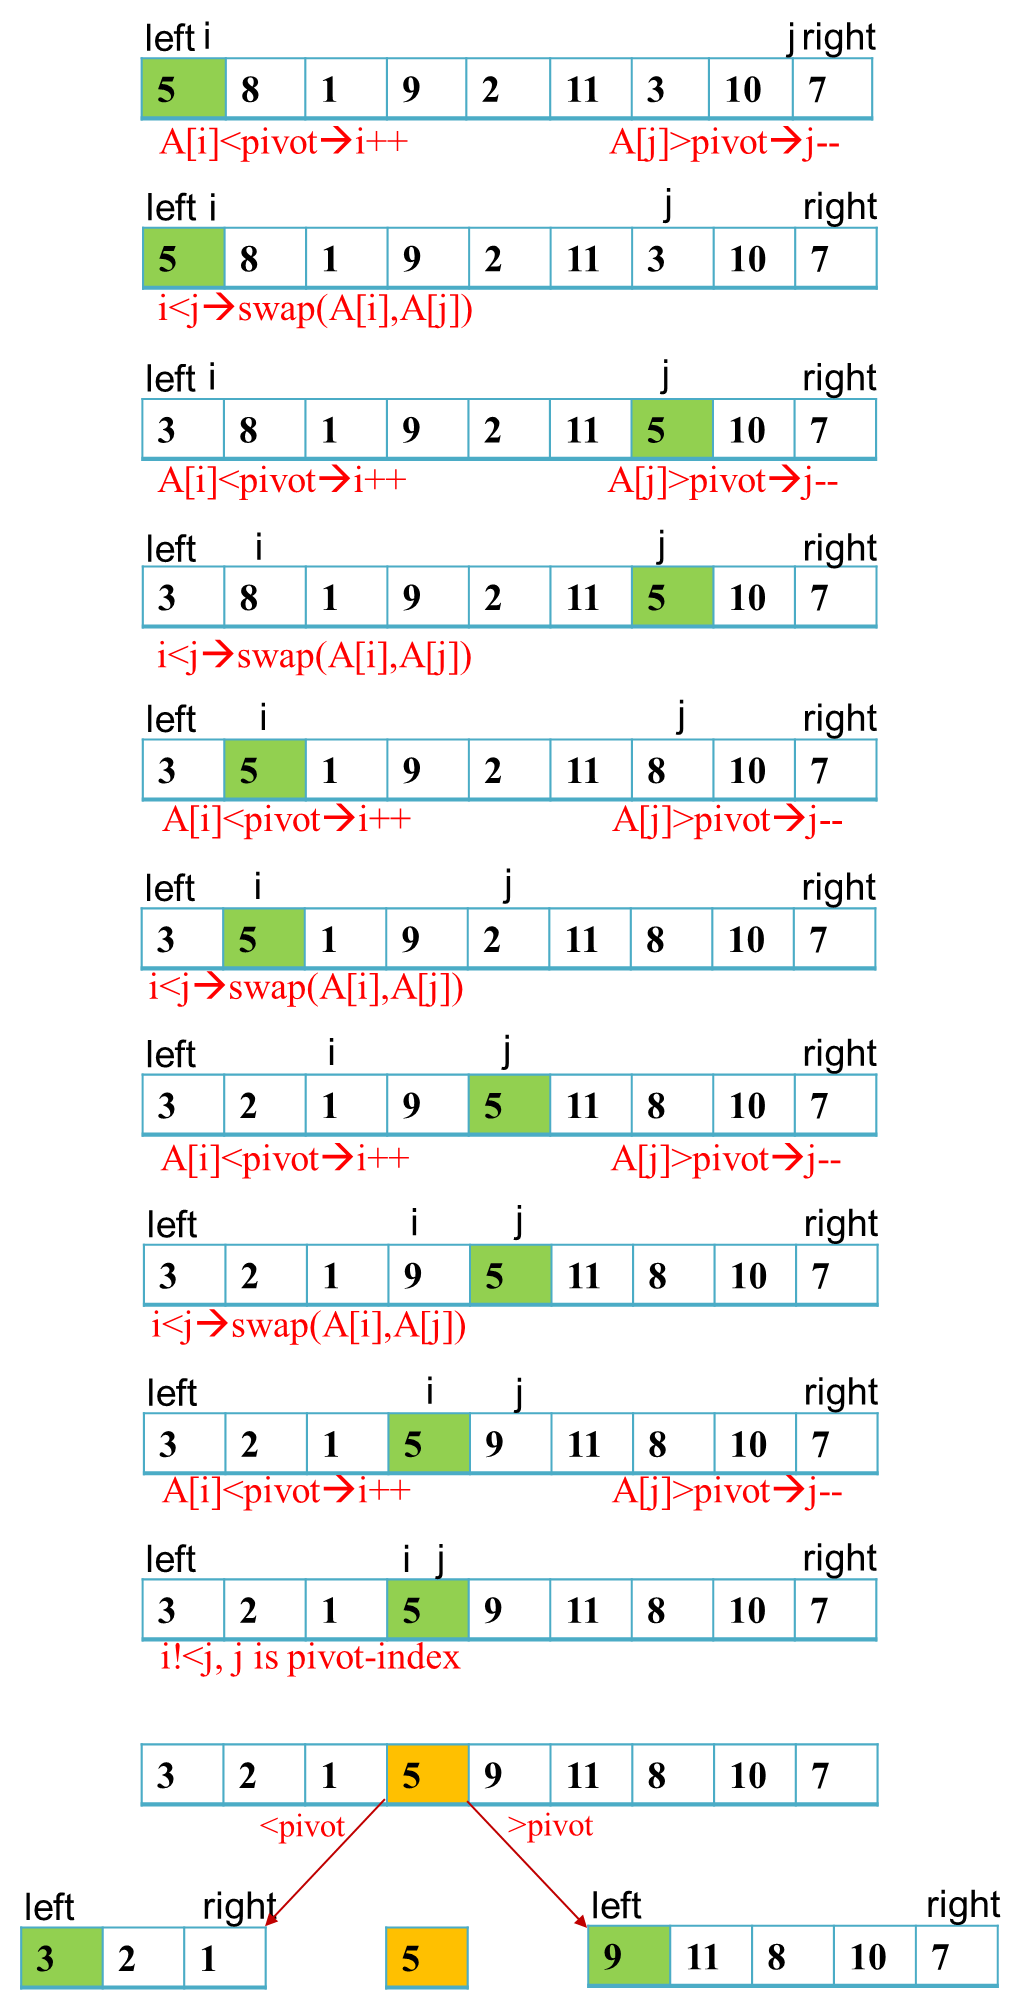 left i j right
5 8 1 9 2 11 3 10 7
A[i]<pivot→i++ A[j]>pivot→j--
left i j right
5 8 1 9 2 11 3 10 7
i<j→swap(A[i],A[j])
left i j right
3 8 1 9 2 11 5 10 7
A[i]<pivot→i++ A[j]>pivot→j--
left i j right
3 8 1 9 2 11 5 10 7
i<j→swap(A[i],A[j])
left i j right
3 5 1 9 2 11 8 10 7
A[i]<pivot→i++ A[j]>pivot→j--
left i j right
3 5 1 9 2 11 8 10 7
i<j→swap(A[i],A[j])
left i j right
3 2 1 9 5 11 8 10 7
A[i]<pivot→i++ A[j]>pivot→j--
left i j right
3 2 1 9 5 11 8 10 7
i<j→swap(A[i],A[j])
left i j right
3 2 1 5 9 11 8 10 7
A[i]<pivot→i++ A[j]>pivot→j--
left i j right
3 2 1 5 9 11 8 10 7
i!<j, j is pivot-index
3 2 1 5 9 11 8 10 7
<pivot >pivot
left right left right
3 2 1 5 9 11 8 10 7